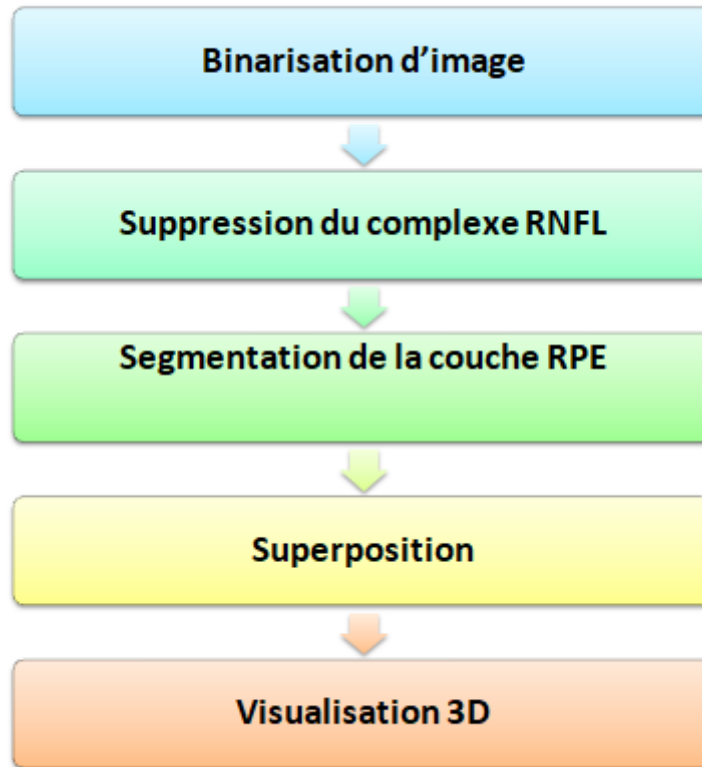 Binarisation d’image
Suppression du complexe RNFL
Segmentation de la couche RPE
Superposition
Visualisation 3D